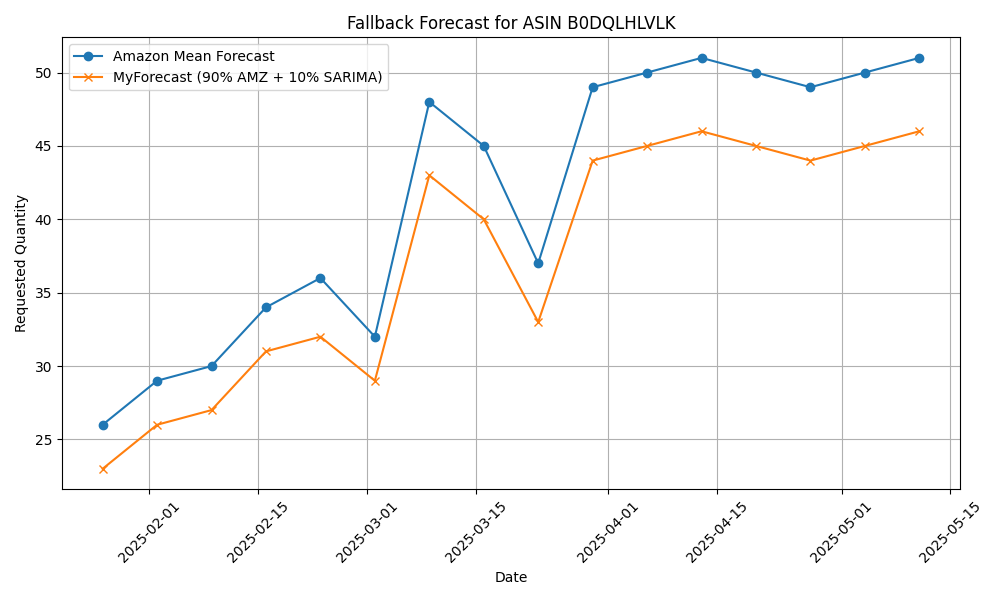 Fallback Forecast for ASIN B0DQLHLVLK
Amazon Mean Forecast
MyForecast (90% AMZ + 10% SARIMA)
Requested Quantity
50
45
40
35
30
25
2025-02-01
2025-02-15
2025-03-01
2025-03-15
2025-04-01
2025-04-15
2025-05-01
2025-05-15
Date